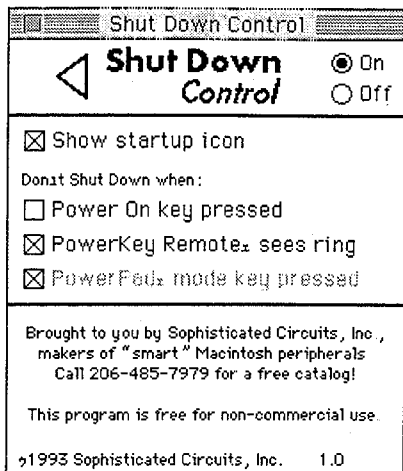 Shut Down Control
Shut Down
Control
On
Off
Show startup icon
Donıt Shut Down when:
Power On key pressed
PowerKey Remote± sees ring
PowerPad± mode key pressed
Brought to you by Sophisticated Circuits, Inc.,
makers of "smart" Macintosh peripherals
Call 206-485-7979 for a free catalog!
This program is free for non-commercial use.
1993 Sophisticated Circuits, Inc. 1.0